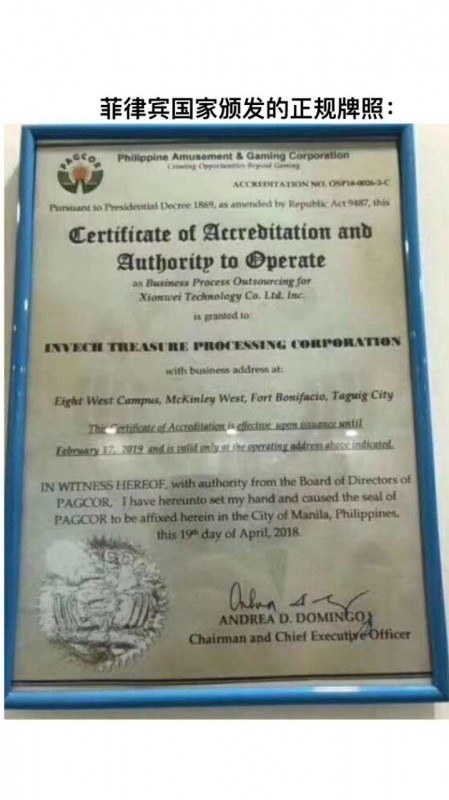 菲律宾国家颁发的正规牌照：
PAGCOR
Philippine Amusement & Gaming Corporation
Creating Opportunities Beyond Gaming
ACCREDITATION NO. OSP16-0026-2-C
Pursuant to Presidential Decree 1869, as amended by Republic Act 9487, this
Certificate of Accreditation and
Authority to Operate
as Business Process Outsourcing for
Xionwei Technology Co. Ltd. Inc.
is granted to
INVECH TREASURE PROCESSING CORPORATION
with business address at:
Eight West Campus, McKinley West, Fort Bonifacio, Taguig City
This Certificate of Accreditation is effective upon issuance until
February 17, 2019 and is valid only at the operating address above indicated.
IN WITNESS HEREOF, with authority from the Board of Directors of
PAGCOR, I have hereunto set my hand and caused the seal of
PAGCOR to be affixed herein in the City of Manila, Philippines,
this 19th day of April, 2018.
ANDREA D. DOMINGO
Chairman and Chief Executive Officer